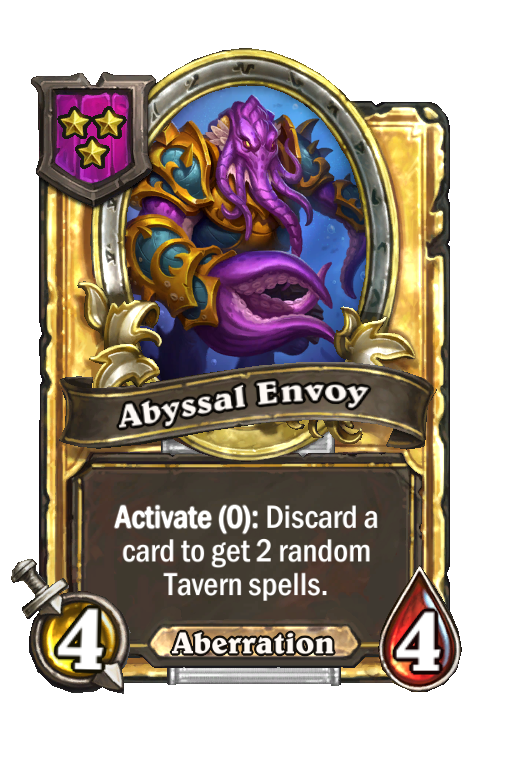 Abyssal Envoy
Activate (0): Discard a
card to get 2 random
Tavern spells.
4
Aberration
4